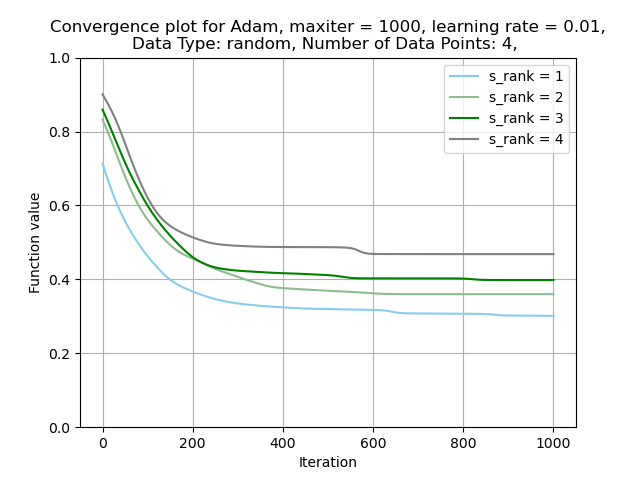 Convergence plot for Adam, maxiter = 1000, learning rate = 0.01,
Data Type: random, Number of Data Points: 4,
1.0
0.8
0.6
0.4
0.2
0.0
Function value
s_rank = 1
s_rank = 2
s_rank = 3
s_rank = 4
0 200 400 600 800 1000
Iteration